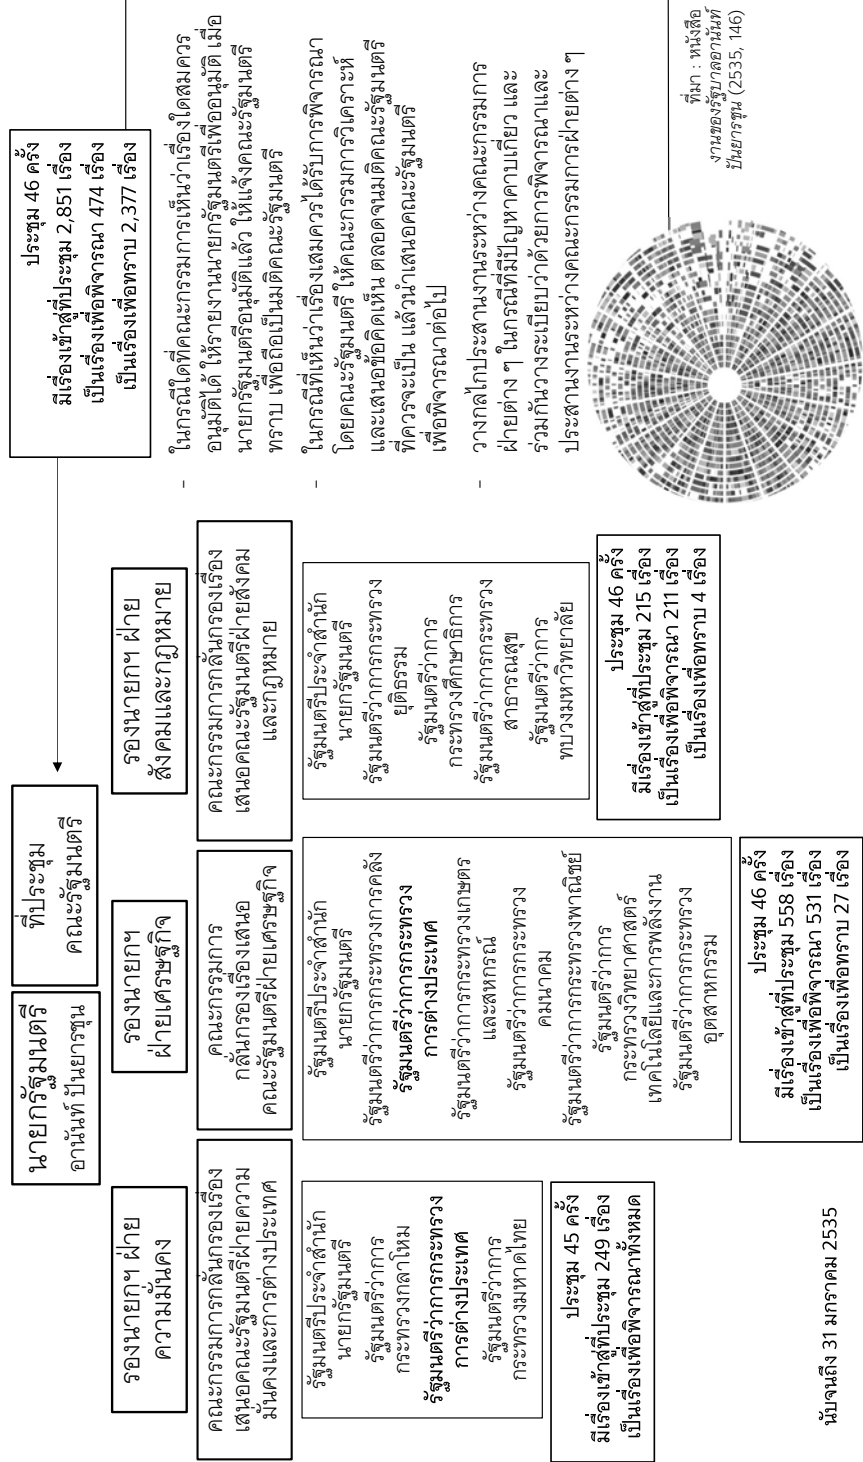 นายกรัฐมนตรี
อานันท์ ปันยารชุน
ที่ประชุม
คณะรัฐมนตรี
ประชุม 46 ครั้ง
มีเรื่องเข้าสู่ที่ประชุม 2,851 เรื่อง
เป็นเรื่องเพื่อพิจารณา 474 เรื่อง
เป็นเรื่องเพื่อทราบ 2,377 เรื่อง
รองนายกฯ ฝ่าย
ความมั่นคง
คณะกรรมการกลั่นกรองเรื่อง
เสนอคณะรัฐมนตรีฝ่ายความ
มั่นคงและการต่างประเทศ
รัฐมนตรีประจำสำนัก
นายกรัฐมนตรี
รัฐมนตรีว่าการ
กระทรวงกลาโหม
รัฐมนตรีว่าการกระทรวง
การต่างประเทศ
รัฐมนตรีว่าการ
กระทรวงมหาดไทย
ประชุม 45 ครั้ง
มีเรื่องเข้าสู่ที่ประชุม 249 เรื่อง
เป็นเรื่องเพื่อพิจารณาทั้งหมด
รองนายกฯ
ฝ่ายเศรษฐกิจ
คณะกรรมการ
กลั่นกรองเรื่องเสนอ
คณะรัฐมนตรีฝ่ายเศรษฐกิจ
รัฐมนตรีประจำสำนัก
นายกรัฐมนตรี
รัฐมนตรีว่าการกระทรวงการคลัง
รัฐมนตรีว่าการกระทรวง
การต่างประเทศ
รัฐมนตรีว่าการกระทรวงเกษตร
และสหกรณ์
รัฐมนตรีว่าการกระทรวง
คมนาคม
รัฐมนตรีว่าการกระทรวงพาณิชย์
รัฐมนตรีว่าการ
กระทรวงวิทยาศาสตร์
เทคโนโลยีและการพลังงาน
รัฐมนตรีว่าการกระทรวง
อุตสาหกรรม
ประชุม 46 ครั้ง
มีเรื่องเข้าสู่ที่ประชุม 558 เรื่อง
เป็นเรื่องเพื่อพิจารณา 531 เรื่อง
เป็นเรื่องเพื่อทราบ 27 เรื่อง
รองนายกฯ ฝ่าย
สังคมและกฎหมาย
คณะกรรมการกลั่นกรองเรื่อง
เสนอคณะรัฐมนตรีฝ่ายสังคม
และกฎหมาย
รัฐมนตรีประจำสำนัก
นายกรัฐมนตรี
รัฐมนตรีว่าการกระทรวง
ยุติธรรม
รัฐมนตรีว่าการ
กระทรวงศึกษาธิการ
รัฐมนตรีว่าการกระทรวง
สาธารณสุข
รัฐมนตรีว่าการ
ทบวงมหาวิทยาลัย
ประชุม 46 ครั้ง
มีเรื่องเข้าสู่ที่ประชุม 215 เรื่อง
เป็นเรื่องเพื่อพิจารณา 211 เรื่อง
เป็นเรื่องเพื่อทราบ 4 เรื่อง
- ในกรณีใดที่คณะกรรมการเห็นว่าเรื่องใดสมควร
อนุมัติได้ ให้รายงานนายกรัฐมนตรีเพื่ออนุมัติ เมื่อ
นายกรัฐมนตรีอนุมัติแล้ว ให้แจ้งคณะรัฐมนตรี
ทราบ เพื่อถือเป็นมติคณะรัฐมนตรี
- ในกรณีที่เห็นว่าเรื่องเสมควรได้รับการพิจารณา
โดยคณะรัฐมนตรี ให้คณะกรรมการวิเคราะห์
และเสนอข้อคิดเห็น ตลอดจนมติคณะรัฐมนตรี
ที่ควรจะเป็น แล้วนำเสนอคณะรัฐมนตรี
เพื่อพิจารณาต่อไป
- วางกลไกประสานงานระหว่างคณะกรรมการ
ฝ่ายต่าง ๆ ในกรณีที่มีปัญหาคาบเกี่ยว และ
ร่วมกันวางระเบียบว่าด้วยการพิจารณาและ
ประสานงานระหว่างคณะกรรมการฝ่ายต่าง ๆ
ที่มา : หนังสือ
งานของรัฐบาลอานันท์
ปันยารชุน (2535, 146)
นับจนถึง 31 มกราคม 2535